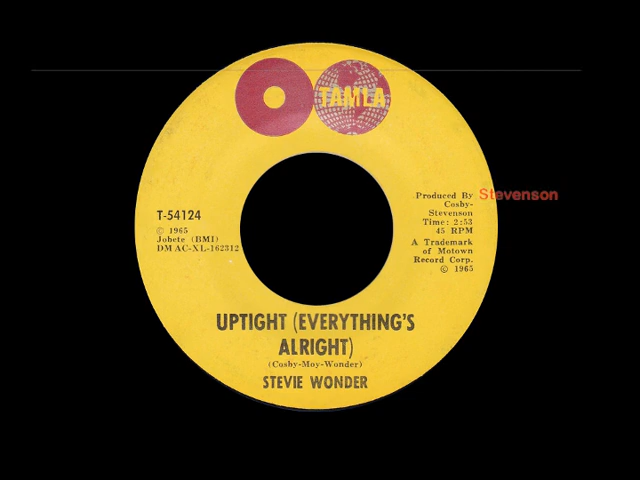 TAMLA
Produced By Stevenson
Cosby-
Stevenson
Time: 2:53
45 RPM
A Trademark
of Motown
Record Corp.
© 1965
T-54124
© 1965
Jobete (BMI)
DM AC-XL-162312
UPTIGHT (EVERYTHING'S
ALRIGHT)
(Cosby-Moy-Wonder)
STEVIE WONDER